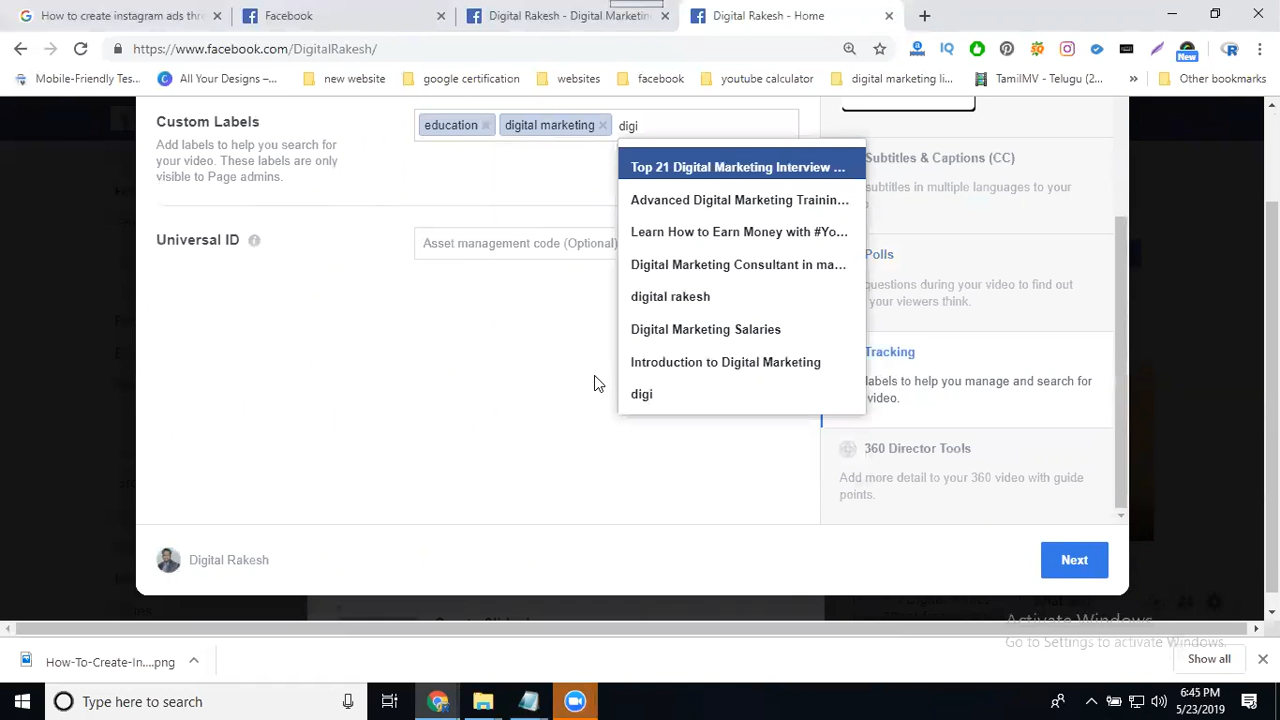 How to create instagram ads thr
Facebook
Digital Rakesh - Digital Marketin
Digital Rakesh - Home
https://www.facebook.com/DigitalRakesh/
New
Mobile-Friendly Tes...
All Your Designs –...
new website
google certification
websites
facebook
youtube calculator
digital marketing li...
TamilMV - Telugu (2...
Other bookmarks
Custom Labels
Add labels to help you search for
your video. These labels are only
visible to Page admins.
education
digital marketing
digi
Top 21 Digital Marketing Interview ...
Advanced Digital Marketing Trainin...
Learn How to Earn Money with #Yo...
Digital Marketing Consultant in ma...
digital rakesh
Digital Marketing Salaries
Introduction to Digital Marketing
digi
Universal ID
Asset management code (Optional)
Subtitles & Captions (CC)
subtitles in multiple languages to your
Polls
questions during your video to find out
your viewers think.
Tracking
labels to help you manage and search for
video.
360 Director Tools
Add more detail to your 360 video with guide
points.
Digital Rakesh
Next
Activate Windows
Go to Settings to activate Windows.
How-To-Create-In....png
Show all
Type here to search
6:45 PM
5/23/2019